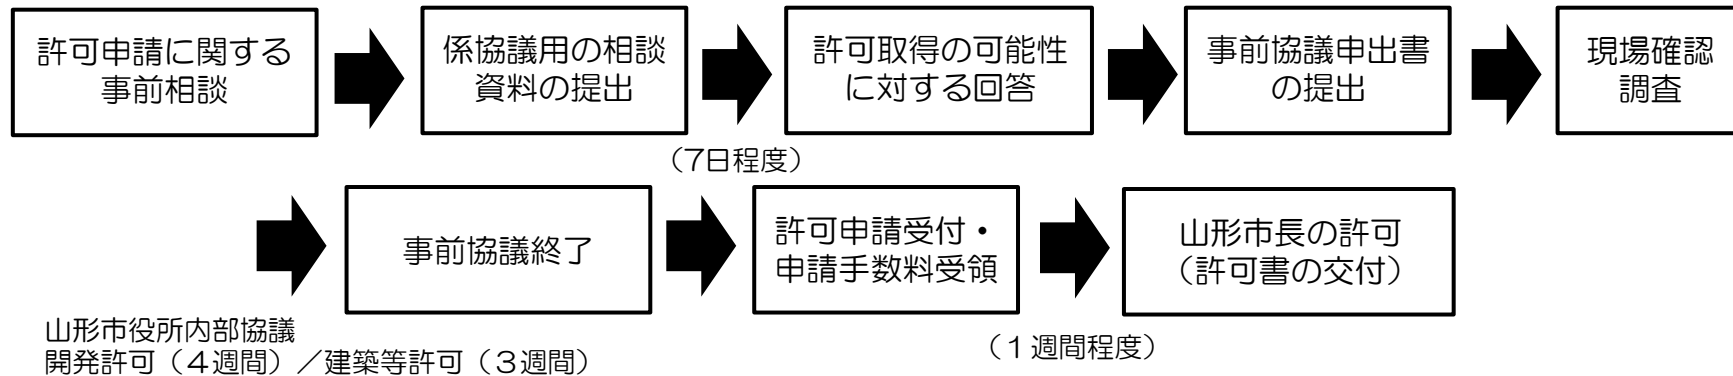 許可申請に関する
事前相談
係協議用の相談
資料の提出
許可取得の可能性
に対する回答
事前協議申出書
の提出
現場確認
調査
（７日程度）
事前協議終了
許可申請受付・
申請手数料受領
山形市長の許可
（許可書の交付）
山形市役所内部協議
開発許可（４週間）／建築等許可（３週間）
（１週間程度）